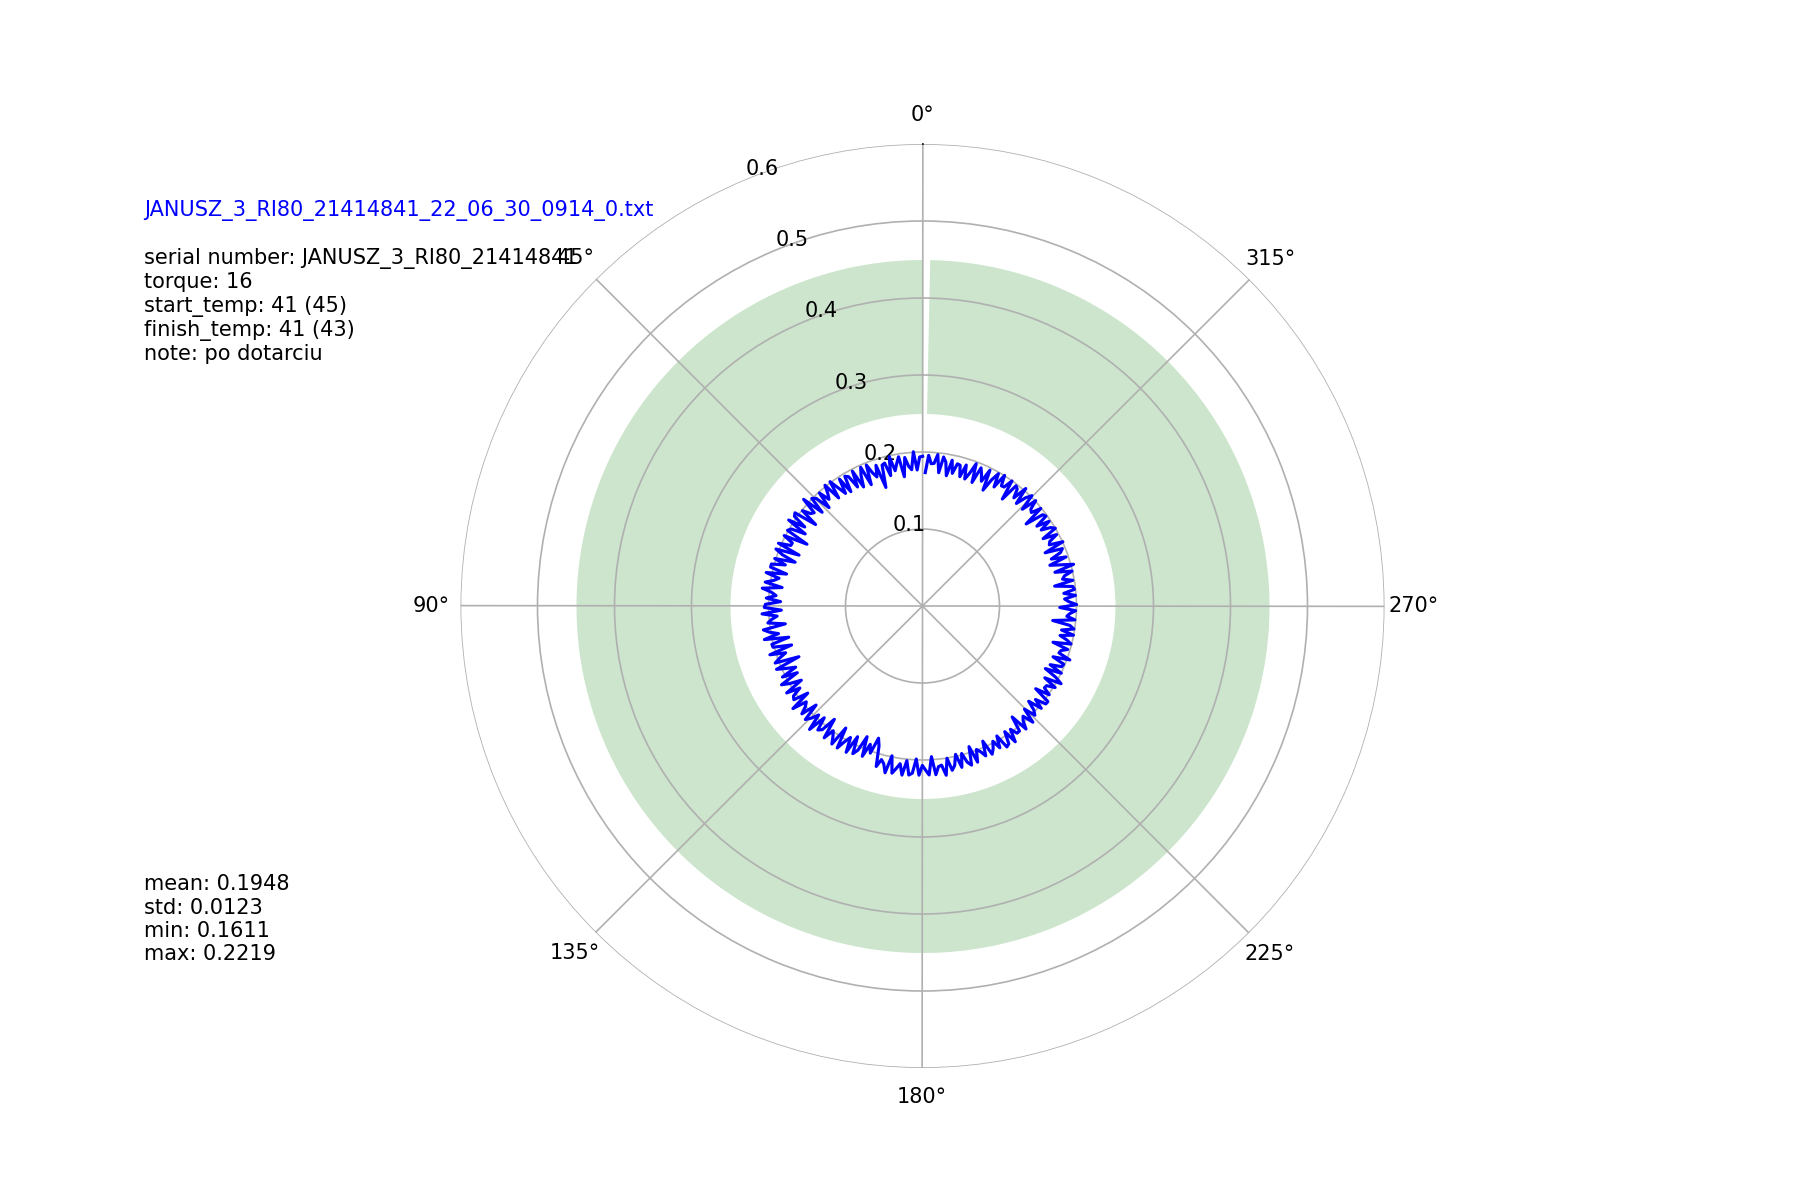 0°
0.6
JANUSZ_3_RI80_21414841_22_06_30_0914_0.txt
0.5
serial number: JANUSZ_3_RI80_21414841
45°
315°
torque: 16
start_temp: 41 (45)
0.4
finish_temp: 41 (43)
note: po dotarciu
0.3
0.2
0.1
90°
270°
mean: 0.1948
std: 0.0123
min: 0.1611
max: 0.2219
135°
225°
180°